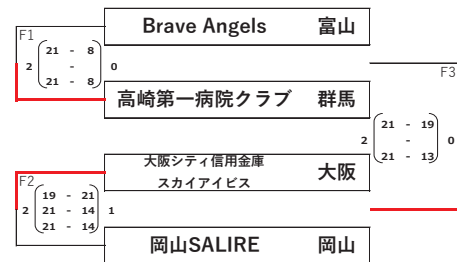 Brave Angels 富山
F1
21 - 8
2 - 0
21 - 8
F3
高崎第一病院クラブ 群馬
21 - 19
2 - 0
21 - 13
大阪シティ信用金庫
スカイアイビス 大阪
F2
19 - 21
2 21 - 14 1
21 - 14
岡山SALIRE 岡山